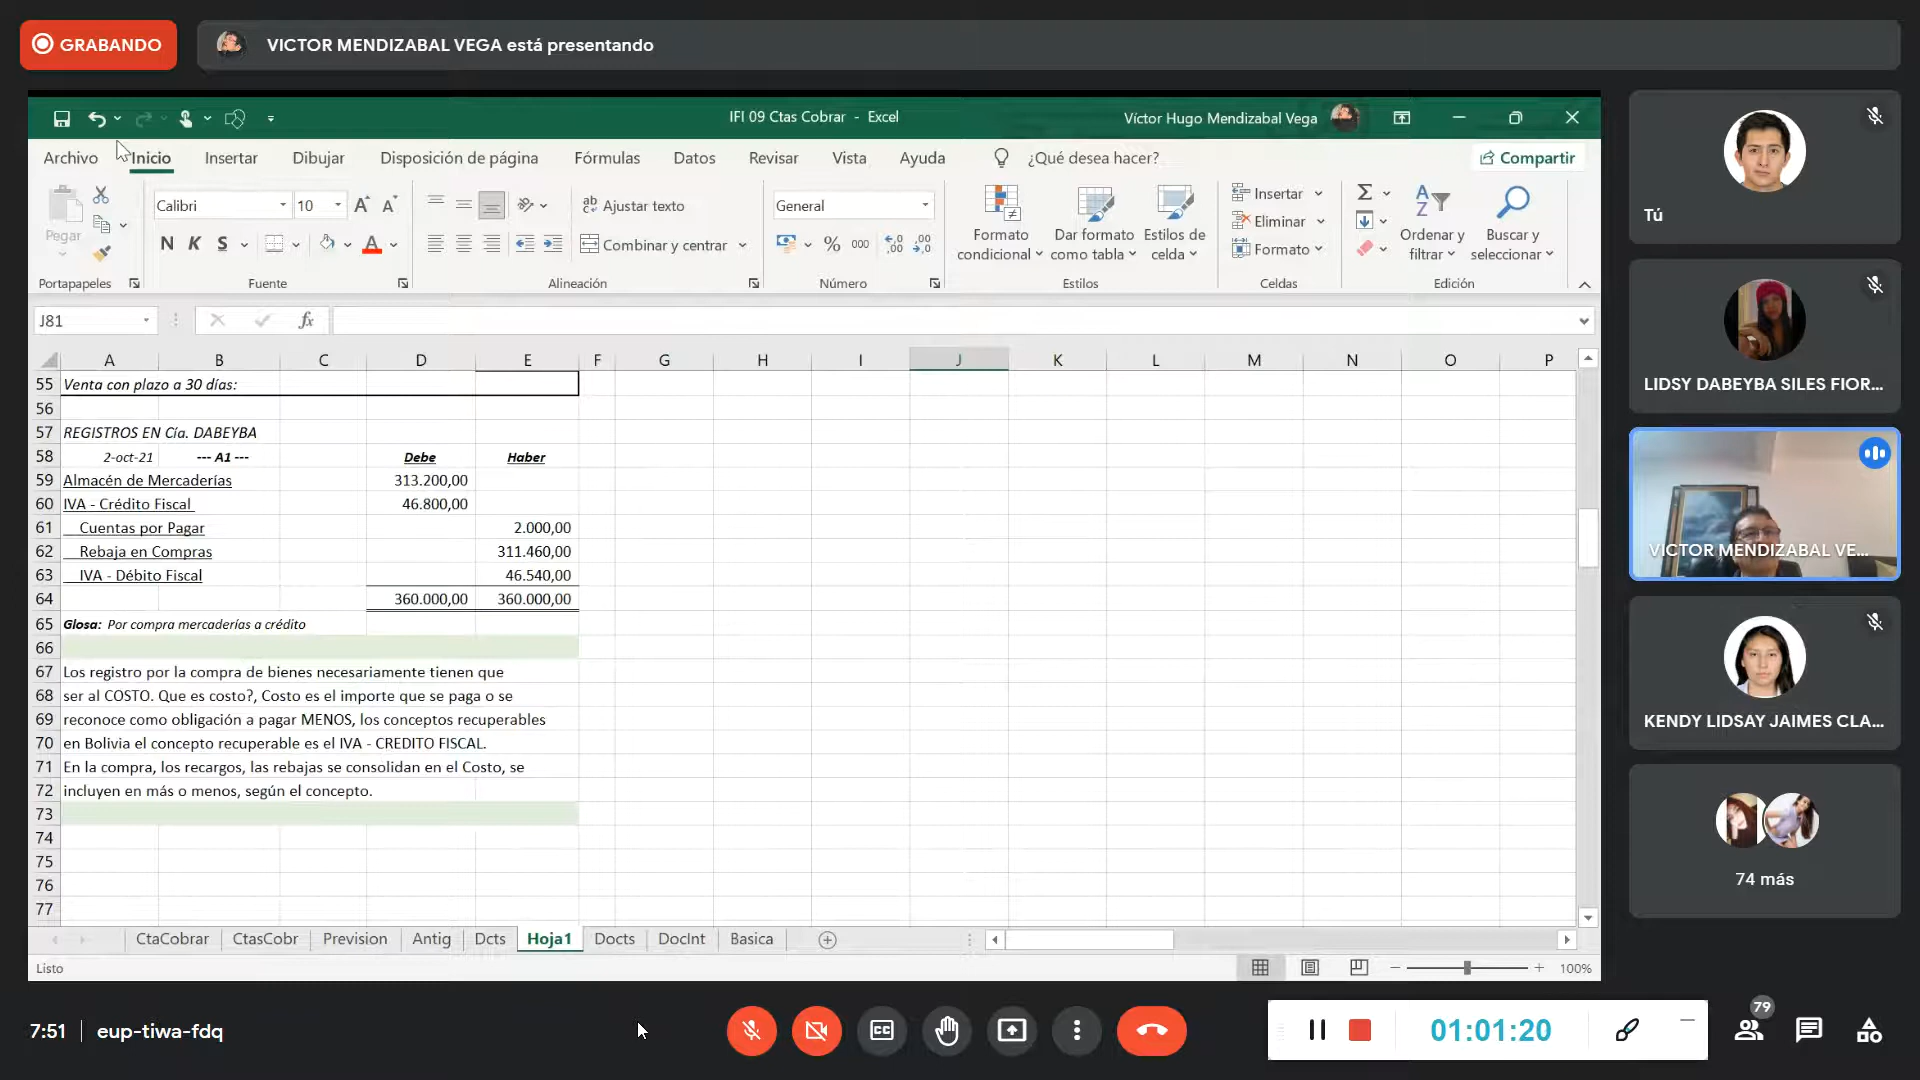 GRABANDO
VICTOR MENDIZABAL VEGA está presentando
IFI 09 Ctas Cobrar - Excel
Víctor Hugo Mendizabal Vega
Archivo Inicio Insertar Dibujar Disposición de página Fórmulas Datos Revisar Vista Ayuda ¿Qué desea hacer? Compartir
Pegar
Calibri 10
N K S
Ajustar texto
Combinar y centrar
General
% 000
Formato condicional
Dar formato como tabla
Estilos de celda
Insertar
Eliminar
Formato
Ordenar y filtrar
Buscar y seleccionar
Portapapeles Fuente Alineación Número Estilos Celdas Edición
J81 fx
A B C D E F G H I J K L M N O P
55 Venta con plazo a 30 días:
56
57 REGISTROS EN Cía. DABEYBA
58 2-oct-21 --- A1 --- Debe Haber
59 Almacén de Mercaderías 313.200,00
60 IVA - Crédito Fiscal 46.800,00
61 Cuentas por Pagar 2.000,00
62 Rebaja en Compras 311.460,00
63 IVA - Débito Fiscal 46.540,00
64 360.000,00 360.000,00
65 Glosa: Por compra mercaderías a crédito
66
67 Los registro por la compra de bienes necesariamente tienen que
68 ser al COSTO. Que es costo?, Costo es el importe que se paga o se
69 reconoce como obligación a pagar MENOS, los conceptos recuperables
70 en Bolivia el concepto recuperable es el IVA - CREDITO FISCAL.
71 En la compra, los recargos, las rebajas se consolidan en el Costo, se
72 incluyen en más o menos, según el concepto.
73
74
75
76
77
CtaCobrar CtasCobr Prevision Antig Dcts Hoja1 Docts DocInt Basica
Listo
100%
Tú
LIDSY DABEYBA SILES FIOR...
VICTOR MENDIZABAL VE...
KENDY LIDSAY JAIMES CLA...
74 más
7:51 eup-tiwa-fdq
01:01:20
79